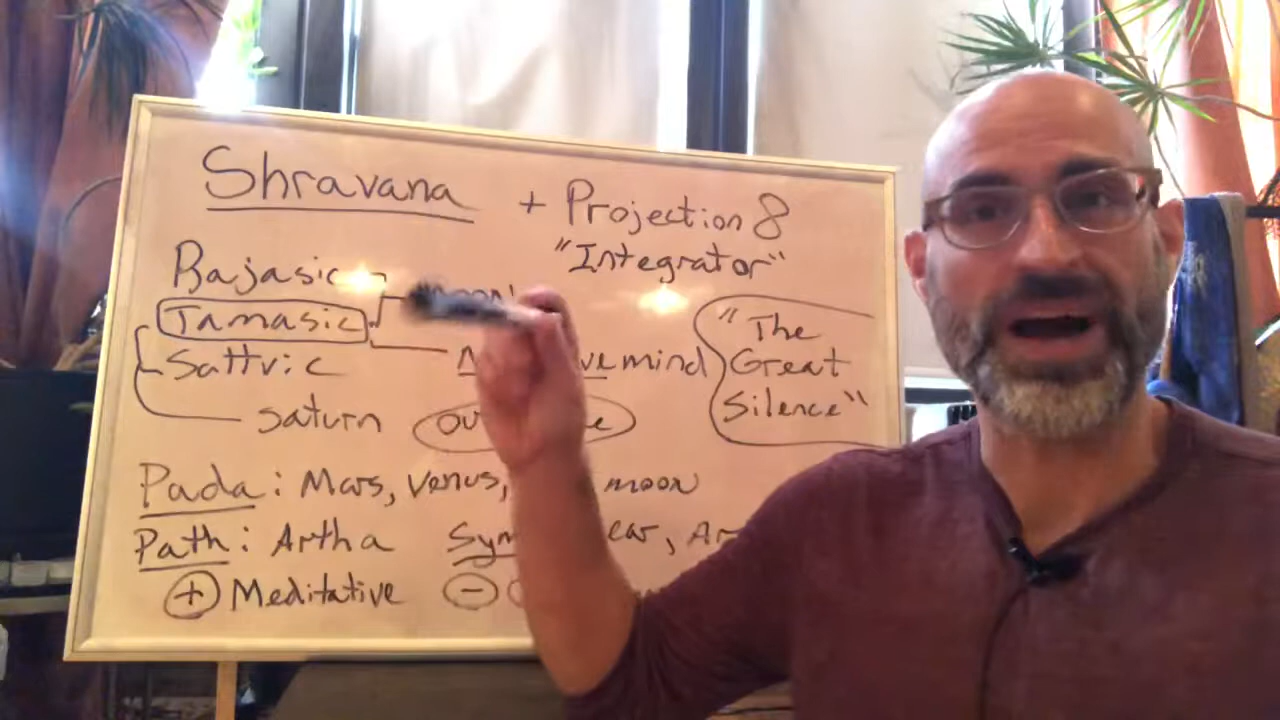 Shravana + Projection 8
"Integrator"
Rajasic
Tamasic
Sattvic mind
saturn
"The
Great
Silence"
Pada: Mars, Venus, moon
Path: Artha ear,
+ Meditative -